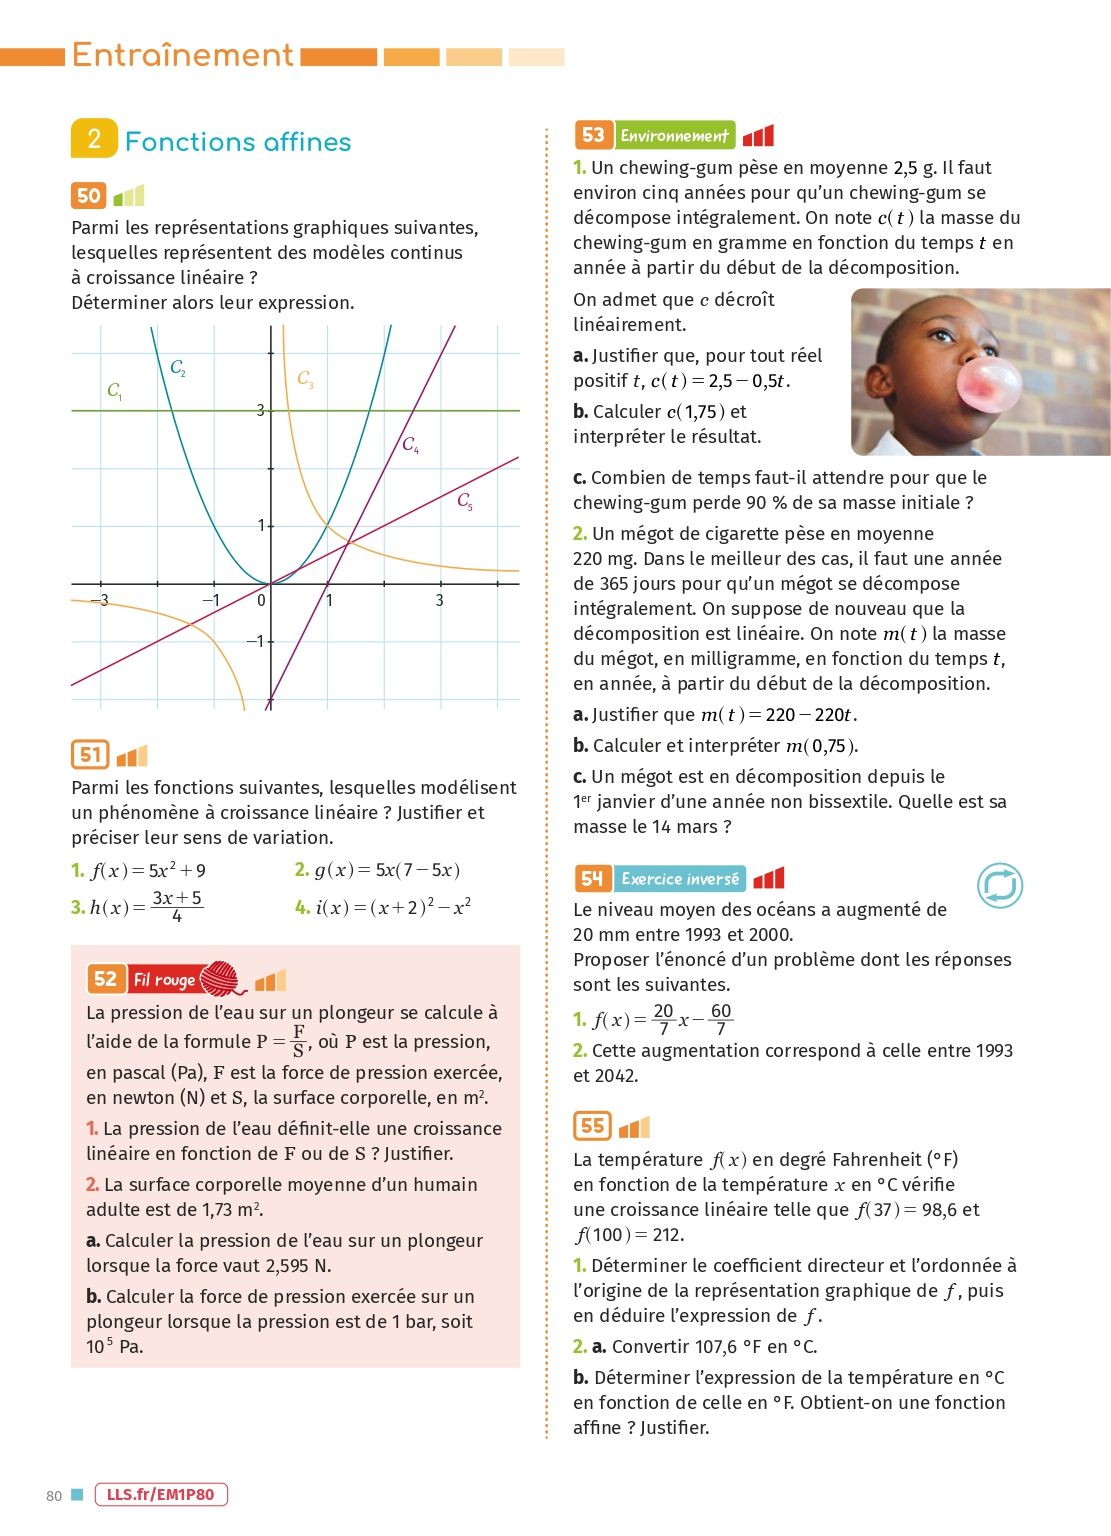 Entraînement
2 Fonctions affines
50
Parmi les représentations graphiques suivantes,
lesquelles représentent des modèles continus
à croissance linéaire ?
Déterminer alors leur expression.
C₁
C₂
C₃
3
C₄
C₅
1
−3
−1
0
1
3
−1
51
Parmi les fonctions suivantes, lesquelles modélisent
un phénomène à croissance linéaire ? Justifier et
préciser leur sens de variation.
1. f(x) = 5x² + 9
2. g(x) = 5x(7 − 5x)
3. h(x) = (3x + 5)/4
4. i(x) = (x + 2)² − x²
52 Fil rouge
La pression de l’eau sur un plongeur se calcule à
l’aide de la formule P = F/S, où P est la pression,
en pascal (Pa), F est la force de pression exercée,
en newton (N) et S, la surface corporelle, en m².
1. La pression de l’eau définit-elle une croissance
linéaire en fonction de F ou de S ? Justifier.
2. La surface corporelle moyenne d’un humain
adulte est de 1,73 m².
a. Calculer la pression de l’eau sur un plongeur
lorsque la force vaut 2,595 N.
b. Calculer la force de pression exercée sur un
plongeur lorsque la pression est de 1 bar, soit
10⁵ Pa.
53 Environnement
1. Un chewing-gum pèse en moyenne 2,5 g. Il faut
environ cinq années pour qu’un chewing-gum se
décompose intégralement. On note c(t) la masse du
chewing-gum en gramme en fonction du temps t en
année à partir du début de la décomposition.
On admet que c décroît
linéairement.
a. Justifier que, pour tout réel
positif t, c(t) = 2,5 − 0,5t.
b. Calculer c(1,75) et
interpréter le résultat.
c. Combien de temps faut-il attendre pour que le
chewing-gum perde 90 % de sa masse initiale ?
2. Un mégot de cigarette pèse en moyenne
220 mg. Dans le meilleur des cas, il faut une année
de 365 jours pour qu’un mégot se décompose
intégralement. On suppose de nouveau que la
décomposition est linéaire. On note m(t) la masse
du mégot, en milligramme, en fonction du temps t,
en année, à partir du début de la décomposition.
a. Justifier que m(t) = 220 − 220t.
b. Calculer et interpréter m(0,75).
c. Un mégot est en décomposition depuis le
1er janvier d’une année non bissextile. Quelle est sa
masse le 14 mars ?
54 Exercice inversé
Le niveau moyen des océans a augmenté de
20 mm entre 1993 et 2000.
Proposer l’énoncé d’un problème dont les réponses
sont les suivantes.
1. f(x) = 20/7 x − 60/7
2. Cette augmentation correspond à celle entre 1993
et 2042.
55
La température f(x) en degré Fahrenheit (°F)
en fonction de la température x en °C vérifie
une croissance linéaire telle que f(37) = 98,6 et
f(100) = 212.
1. Déterminer le coefficient directeur et l’ordonnée à
l’origine de la représentation graphique de f, puis
en déduire l’expression de f.
2. a. Convertir 107,6 °F en °C.
b. Déterminer l’expression de la température en °C
en fonction de celle en °F. Obtient-on une fonction
affine ? Justifier.
80
LLS.fr/EM1P80